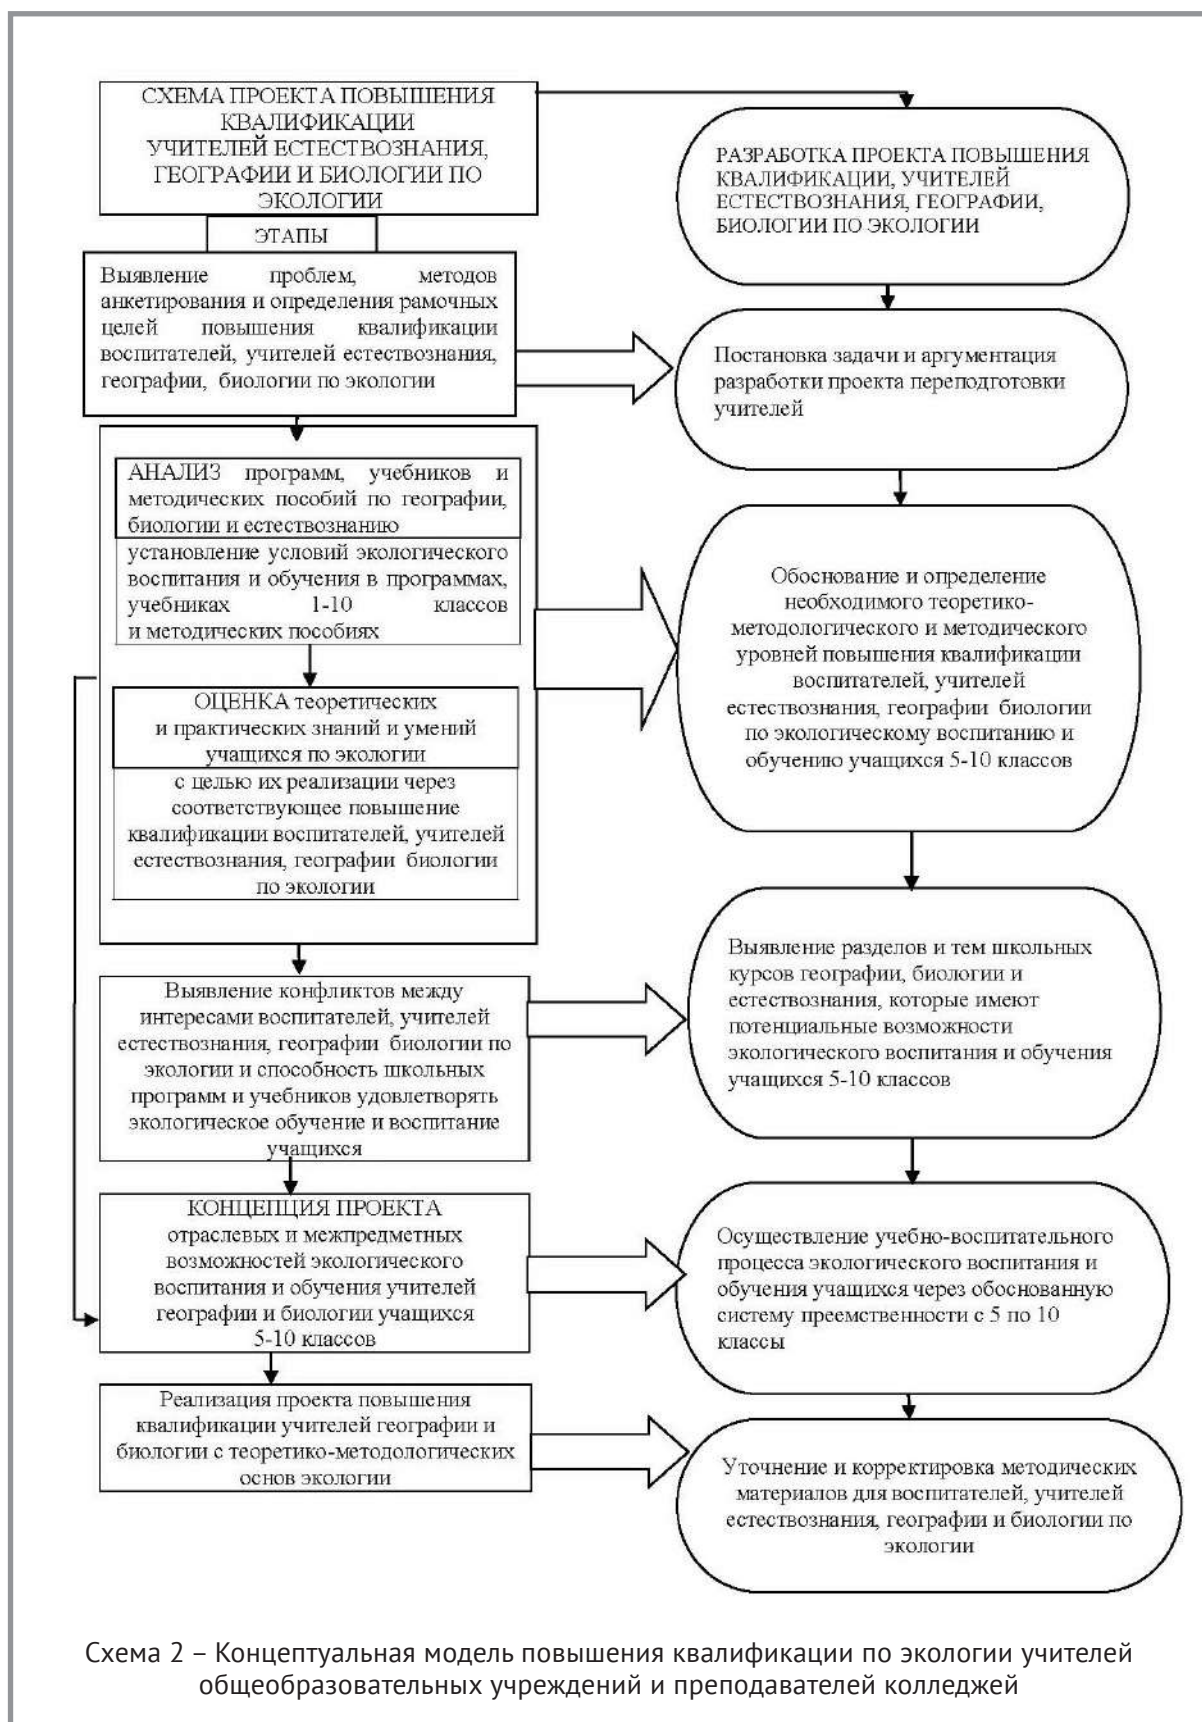 СХЕМА ПРОЕКТА ПОВЫШЕНИЯ
КВАЛИФИКАЦИИ
УЧИТЕЛЕЙ ЕСТЕСТВОЗНАНИЯ,
ГЕОГРАФИИ И БИОЛОГИИ ПО
ЭКОЛОГИИ
ЭТАПЫ
Выявление проблем, методов
анкетирования и определения рамочных
целей повышения квалификации
воспитателей, учителей естествознания,
географии, биологии по экологии
АНАЛИЗ программ, учебников и
методических пособий по географии,
биологии и естествознанию
установление условий экологического
воспитания и обучения в программах,
учебниках 1-10 классов
и методических пособиях
ОЦЕНКА теоретических
и практических знаний и умений
учащихся по экологии
с целью их реализации через
соответствующее повышение
квалификации воспитателей, учителей
естествознания, географии биологии
по экологии
Выявление конфликтов между
интересами воспитателей, учителей
естествознания, географии биологии по
экологии и способность школьных
программ и учебников удовлетворять
экологическое обучение и воспитание
учащихся
КОНЦЕПЦИЯ ПРОЕКТА
отраслевых и межпредметных
возможностей экологического
воспитания и обучения учителей
географии и биологии учащихся
5-10 классов
Реализация проекта повышения
квалификации учителей географии и
биологии с теоретико-методологических
основ экологии
РАЗРАБОТКА ПРОЕКТА ПОВЫШЕНИЯ
КВАЛИФИКАЦИИ, УЧИТЕЛЕЙ
ЕСТЕСТВОЗНАНИЯ, ГЕОГРАФИИ,
БИОЛОГИИ ПО ЭКОЛОГИИ
Постановка задачи и аргументация
разработки проекта переподготовки
учителей
Обоснование и определение
необходимого теоретико-
методологического и методического
уровней повышения квалификации
воспитателей, учителей
естествознания, географии биологии
по экологическому воспитанию и
обучению учащихся 5-10 классов
Выявление разделов и тем школьных
курсов географии, биологии и
естествознания, которые имеют
потенциальные возможности
экологического воспитания и обучения
учащихся 5-10 классов
Осуществление учебно-воспитательного
процесса экологического воспитания и
обучения учащихся через обоснованную
систему преемственности с 5 по 10
классы
Уточнение и корректировка методических
материалов для воспитателей, учителей
естествознания, географии и биологии по
экологии
Схема 2 – Концептуальная модель повышения квалификации по экологии учителей
общеобразовательных учреждений и преподавателей колледжей